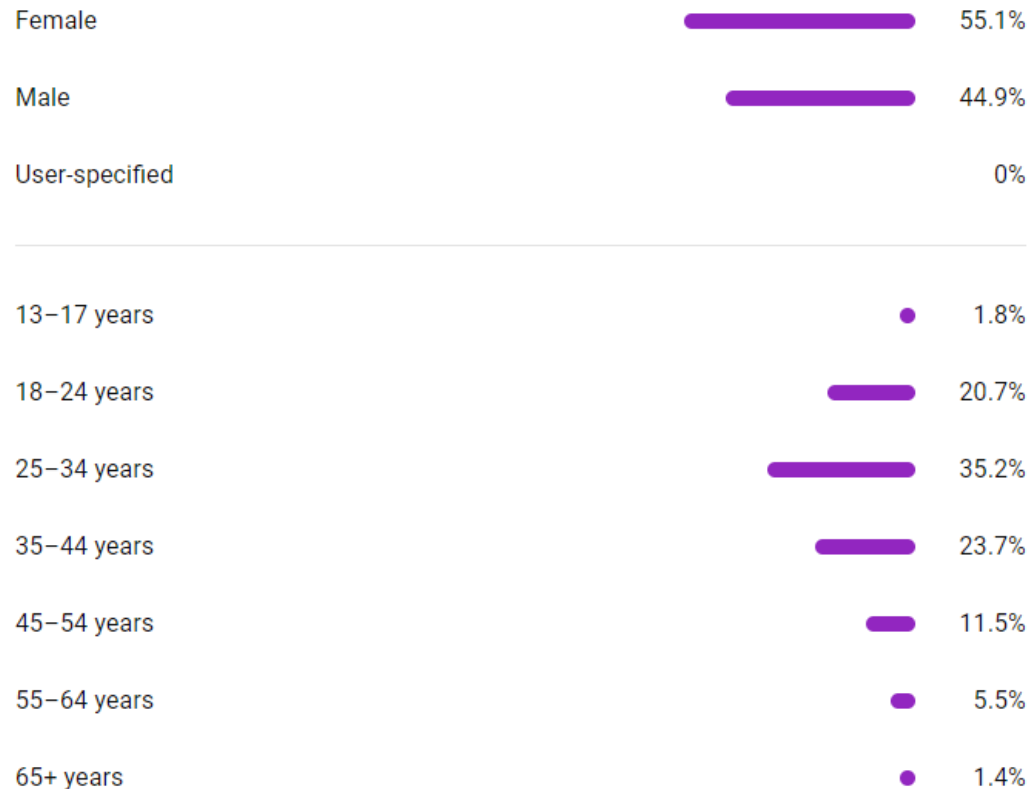 Female 55.1%
Male 44.9%
User-specified 0%
13–17 years 1.8%
18–24 years 20.7%
25–34 years 35.2%
35–44 years 23.7%
45–54 years 11.5%
55–64 years 5.5%
65+ years 1.4%